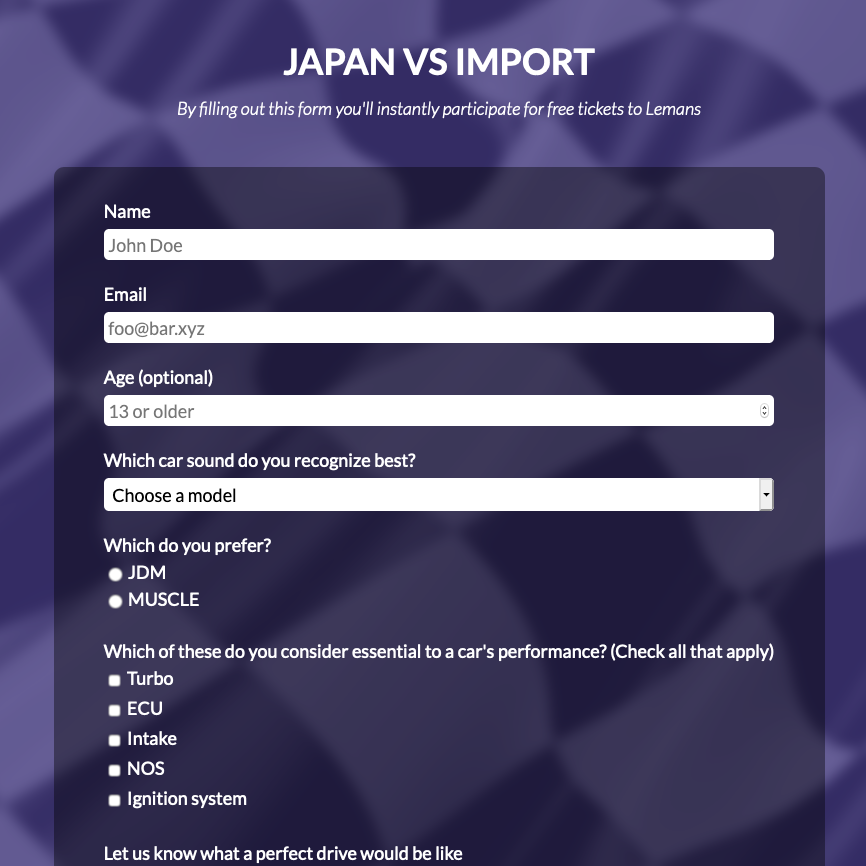 JAPAN VS IMPORT
By filling out this form you'll instantly participate for free tickets to Lemans
Name
John Doe
Email
foo@bar.xyz
Age (optional)
13 or older
Which car sound do you recognize best?
Choose a model
Which do you prefer?
JDM
MUSCLE
Which of these do you consider essential to a car's performance? (Check all that apply)
Turbo
ECU
Intake
NOS
Ignition system
Let us know what a perfect drive would be like